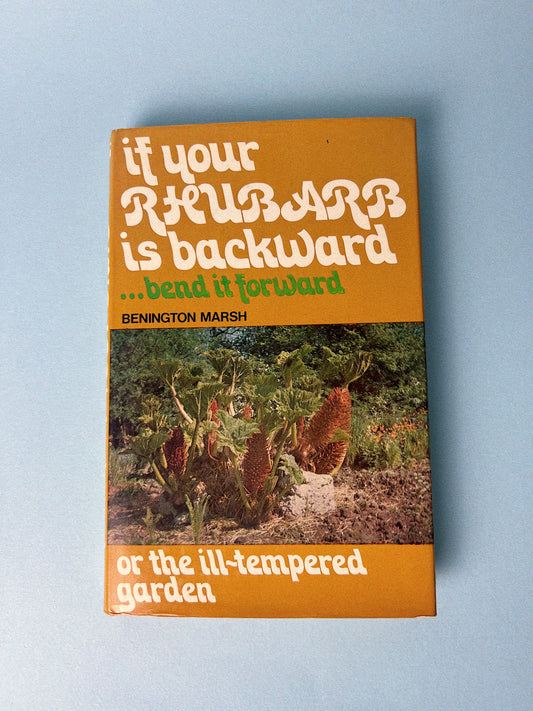 if your
RHUBARB
is backward
...bend it forward
BENINGTON MARSH
or the ill-tempered
garden